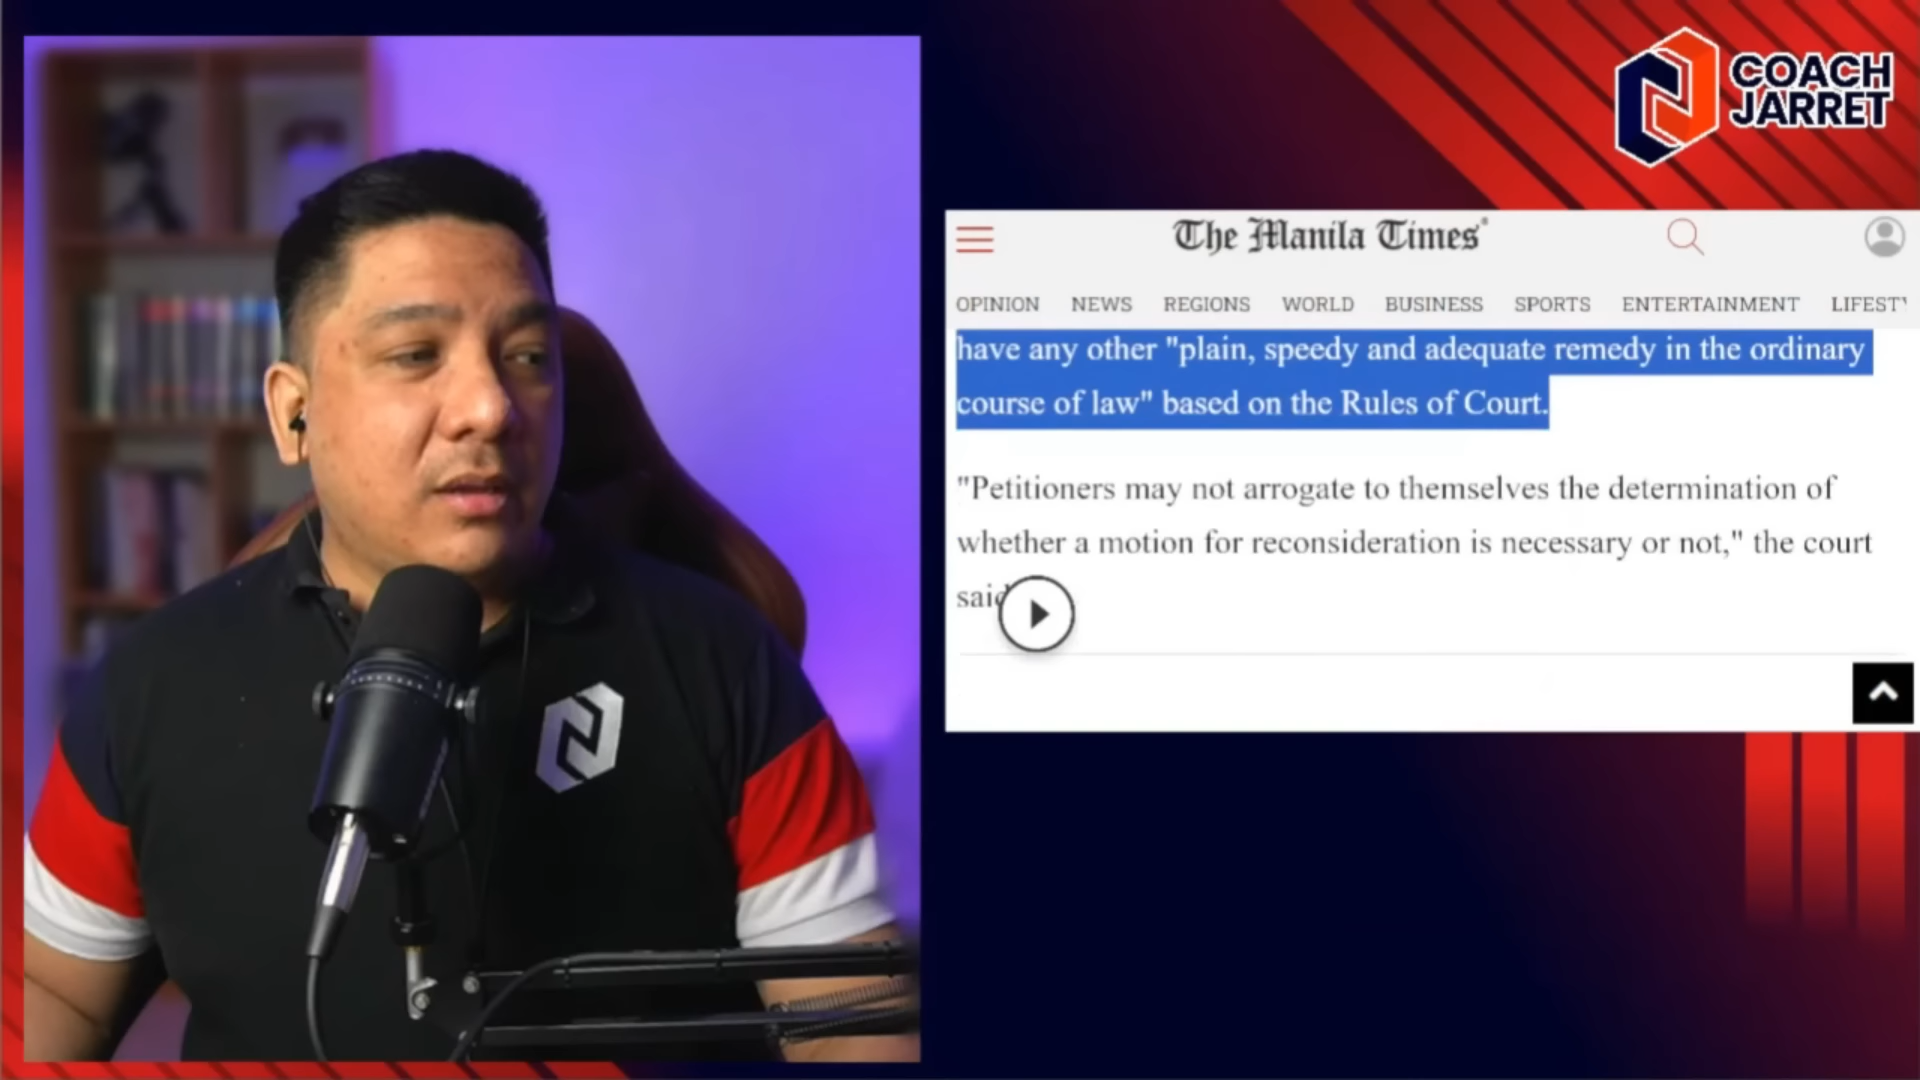 COACH
JARRET
The Manila Times
OPINION NEWS REGIONS WORLD BUSINESS SPORTS ENTERTAINMENT LIFESTY
have any other "plain, speedy and adequate remedy in the ordinary
course of law" based on the Rules of Court.
"Petitioners may not arrogate to themselves the determination of
whether a motion for reconsideration is necessary or not," the court
said